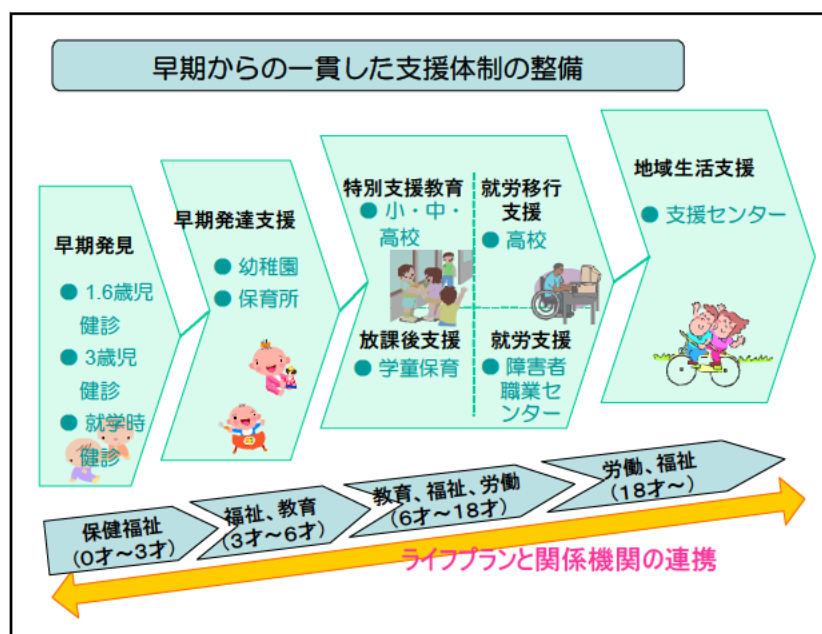 早期からの一貫した支援体制の整備
早期発見
● 1.6歳児
健診
● 3歳児
健診
● 就学時
健診
早期発達支援
● 幼稚園
● 保育所
特別支援教育
● 小・中・
高校
就労移行
支援
● 高校
放課後支援
● 学童保育
就労支援
● 障害者
職業セ
ンター
地域生活支援
● 支援センター
保健福祉
(0才～3才)
福祉、教育
(3才～6才)
教育、福祉、労働
(6才～18才)
労働、福祉
(18才～)
ライフプランと関係機関の連携